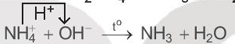 H⁺
NH₄⁺ + OH⁻ —t°→ NH₃ + H₂O